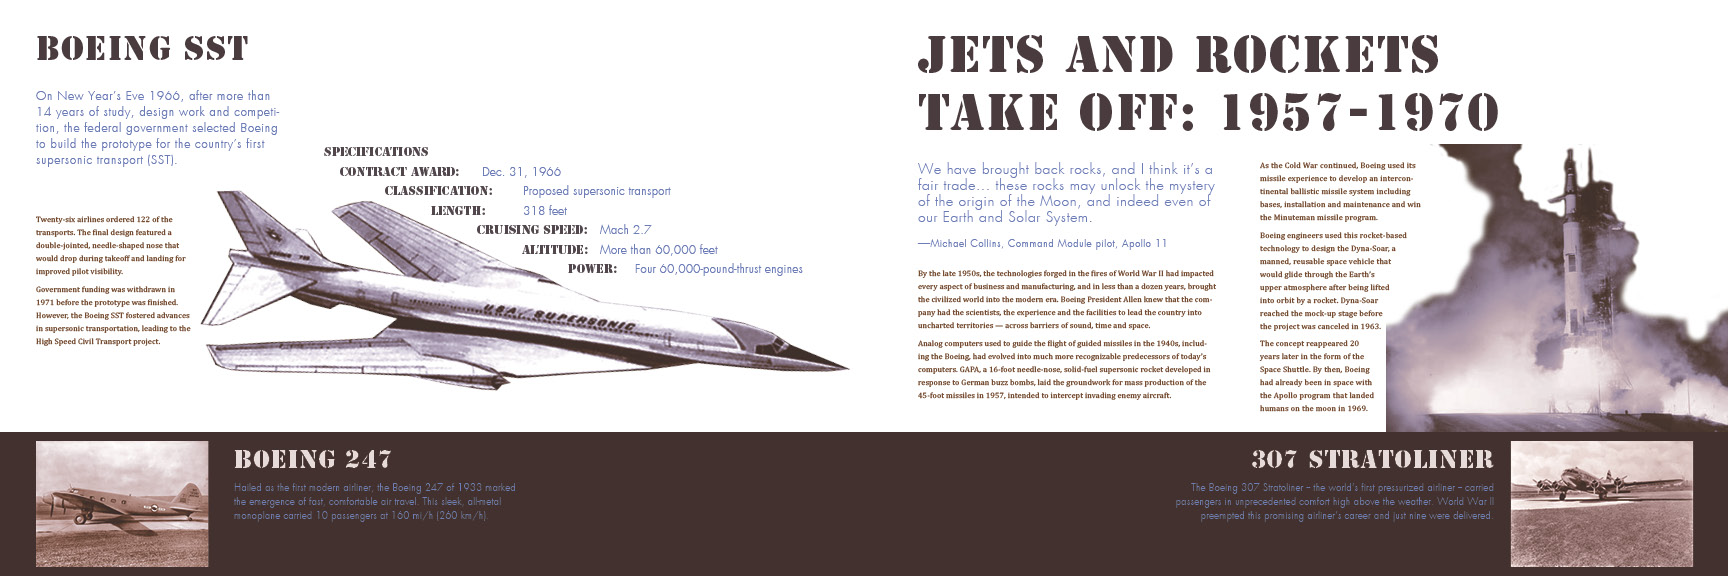 BOEING SST
On New Year's Eve 1966, after more than
14 years of study, design work and competi-
tion, the federal government selected Boeing
to build the prototype for the country's first
supersonic transport (SST).
SPECIFICATIONS
CONTRACT AWARD: Dec. 31, 1966
CLASSIFICATION: Proposed supersonic transport
LENGTH: 318 feet
CRUISING SPEED: Mach 2.7
ALTITUDE: More than 60,000 feet
POWER: Four 60,000-pound-thrust engines
Twenty-six airlines ordered 122 of the
transports. The final design featured a
double-jointed, needle-shaped nose that
would drop during takeoff and landing for
improved pilot visibility.
Government funding was withdrawn in
1971 before the prototype was finished.
However, the Boeing SST fostered advances
in supersonic transportation, leading to the
High Speed Civil Transport project.
USA SUPERSONIC
JETS AND ROCKETS
TAKE OFF: 1957-1970
We have brought back rocks, and I think it's a
fair trade... these rocks may unlock the mystery
of the origin of the Moon, and indeed even of
our Earth and Solar System.
—Michael Collins, Command Module pilot, Apollo 11
By the late 1950s, the technologies forged in the fires of World War II had impacted
every aspect of business and manufacturing, and in less than a dozen years, brought
the civilized world into the modern era. Boeing President Allen knew that the com-
pany had the scientists, the experience and the facilities to lead the country into
uncharted territories — across barriers of sound, time and space.
Analog computers used to guide the flight of guided missiles in the 1940s, includ-
ing the Boeing, had evolved into much more recognizable predecessors of today's
computers. GAPA, a 16-foot needle-nose, solid-fuel supersonic rocket developed in
response to German buzz bombs, laid the groundwork for mass production of the
45-foot missiles in 1957, intended to intercept invading enemy aircraft.
As the Cold War continued, Boeing used its
missile experience to develop an intercon-
tinental ballistic missile system including
bases, installation and maintenance and win
the Minuteman missile program.
Boeing engineers used this rocket-based
technology to design the Dyna-Soar, a
manned, reusable space vehicle that
would glide through the Earth's
upper atmosphere after being lifted
into orbit by a rocket. Dyna-Soar
reached the mock-up stage before
the project was canceled in 1963.
The concept reappeared 20
years later in the form of the
Space Shuttle. By then, Boeing
had already been in space with
the Apollo program that landed
humans on the moon in 1969.
BOEING 247
Hailed as the first modern airliner, the Boeing 247 of 1933 marked
the emergence of fast, comfortable air travel. This sleek, all-metal
monoplane carried 10 passengers at 160 mi/h (260 km/h).
307 STRATOLINER
The Boeing 307 Stratoliner – the world's first pressurized airliner – carried
passengers in unprecedented comfort high above the weather. World War II
preempted this promising airliner's career and just nine were delivered.